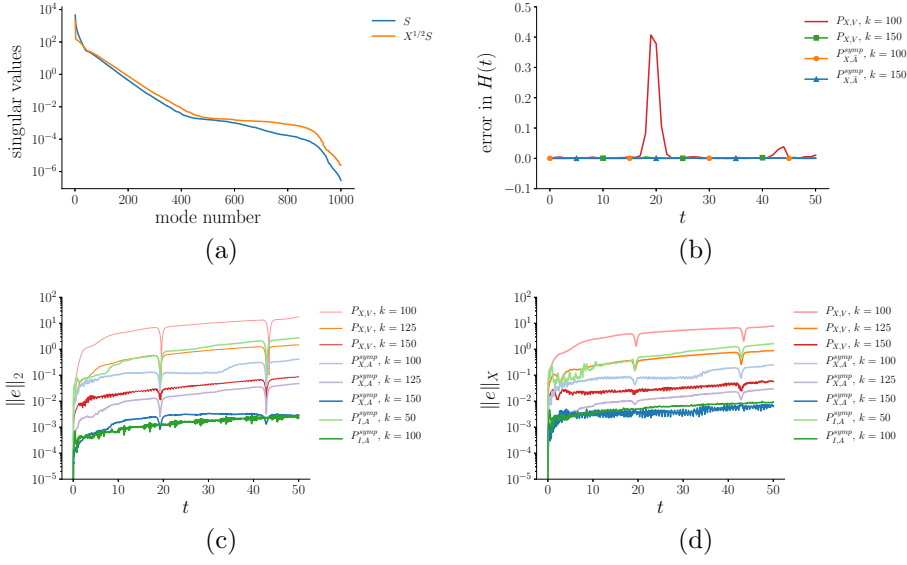 10^4
10^2
10^0
10^{-2}
10^{-4}
10^{-6}
singular values
0 200 400 600 800 1000
mode number
S
X^{1/2}S
(a)
0.5
0.4
0.3
0.2
0.1
0.0
−0.1
error in H(t)
0 10 20 30 40 50
t
P_{X,V}, k = 100
P_{X,V}, k = 150
P^{symp}_{X,Ã}, k = 100
P^{symp}_{X,Ã}, k = 150
(b)
10^2
10^1
10^0
10^{-1}
10^{-2}
10^{-3}
10^{-4}
10^{-5}
||e||_2
0 10 20 30 40 50
t
P_{X,V}, k = 100
P_{X,V}, k = 125
P_{X,V}, k = 150
P^{symp}_{X,A}, k = 100
P^{symp}_{X,A}, k = 125
P^{symp}_{X,A}, k = 150
P^{symp}_{I,A}, k = 50
P^{symp}_{I,A}, k = 100
(c)
10^2
10^1
10^0
10^{-1}
10^{-2}
10^{-3}
10^{-4}
10^{-5}
||e||_X
0 10 20 30 40 50
t
P_{X,V}, k = 100
P_{X,V}, k = 125
P_{X,V}, k = 150
P^{symp}_{X,A}, k = 100
P^{symp}_{X,A}, k = 125
P^{symp}_{X,A}, k = 150
P^{symp}_{I,A}, k = 50
P^{symp}_{I,A}, k = 100
(d)